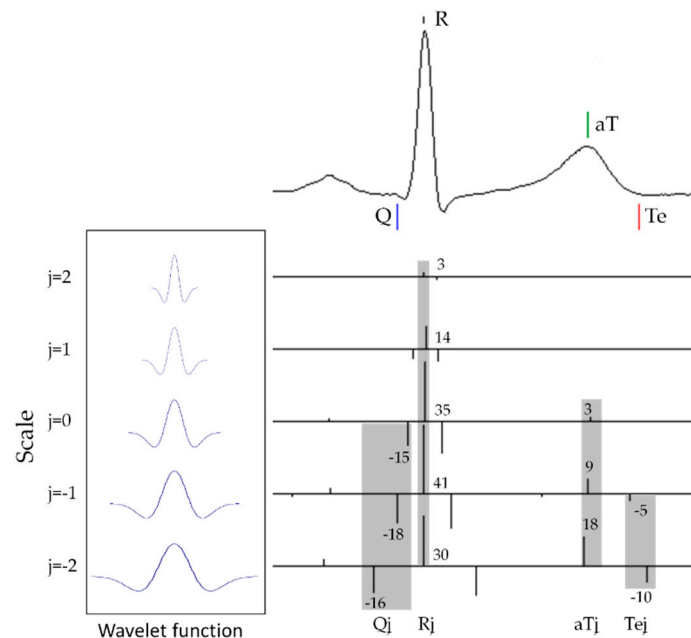 R
aT
Q
Te
Scale
j=2
3
j=1
14
j=0
35
3
-15
j=-1
41
9
-18
-5
j=-2
30
18
-16
-10
Qj
Rj
aTj
Tej
Wavelet function